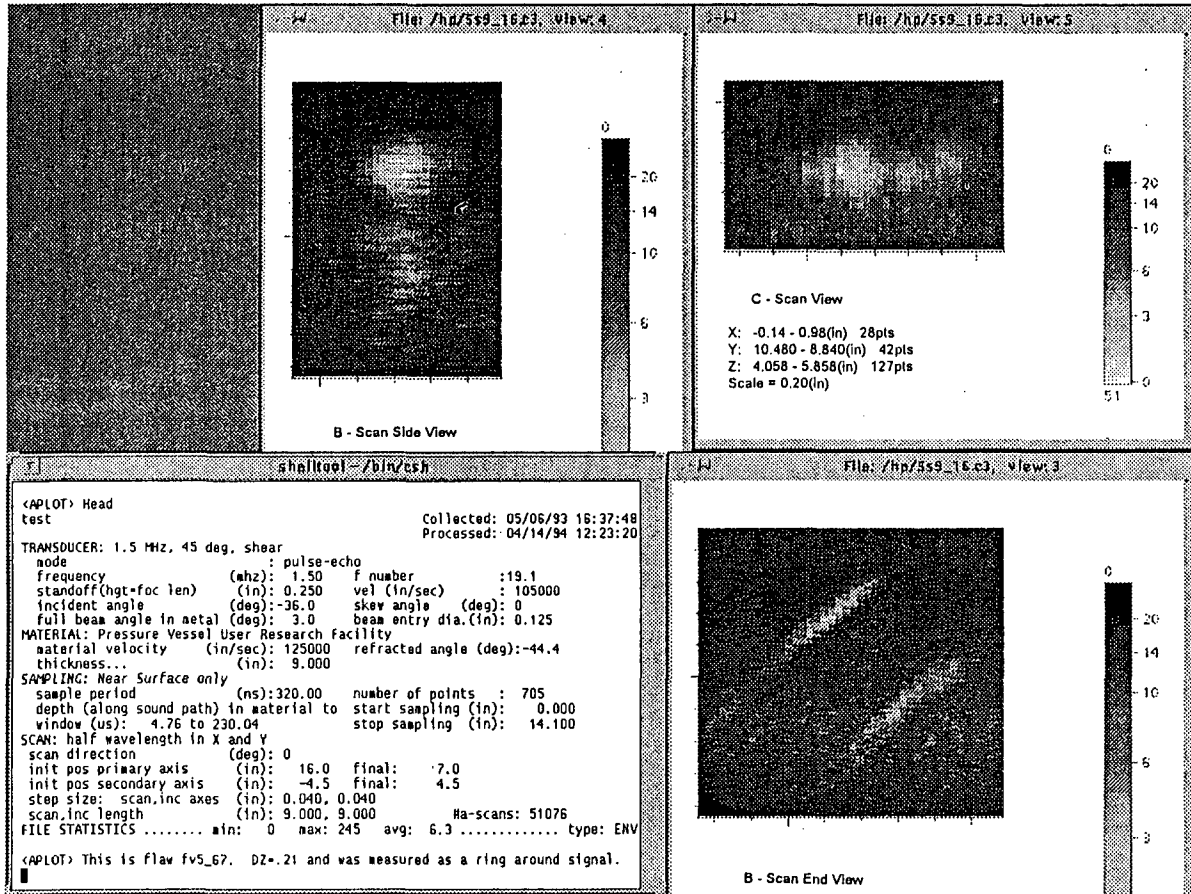 File: /hp/5s9_16.c3, View: 4
0
20
14
10
6
3
B - Scan Side View
File: /hp/5s9_16.c3, View: 5
0
20
14
10
6
3
0
51
C - Scan View
X: -0.14 - 0.98(in) 28pts
Y: 10.480 - 8.840(in) 42pts
Z: 4.058 - 5.858(in) 127pts
Scale = 0.20(in)
shelltool - /bin/csh
<APLOT> Head
test Collected: 05/06/93 16:37:48
Processed: 04/14/94 12:23:20
TRANSDUCER: 1.5 MHz, 45 deg, shear
mode : pulse-echo
frequency (mhz): 1.50 f number :19.1
standoff(hgt=foc len) (in): 0.250 vel (in/sec) : 105000
incident angle (deg):-36.0 skew angle (deg): 0
full beam angle in metal (deg): 3.0 beam entry dia.(in): 0.125
MATERIAL: Pressure Vessel User Research Facility
material velocity (in/sec): 125000 refracted angle (deg):-44.4
thickness... (in): 9.000
SAMPLING: Near Surface only
sample period (ns):320.00 number of points : 705
depth (along sound path) in material to start sampling (in): 0.000
window (us): 4.76 to 230.04 stop sampling (in): 14.100
SCAN: half wavelength in X and Y
scan direction (deg): 0
init pos primary axis (in): 16.0 final: 7.0
init pos secondary axis (in): -4.5 final: 4.5
step size: scan,inc axes (in): 0.040, 0.040
scan,inc length (in): 9.000, 9.000 Ha-scans: 51076
FILE STATISTICS ........ min: 0 max: 245 avg: 6.3 ............. type: ENV
<APLOT> This is flaw fv5_67. DZ=.21 and was measured as a ring around signal.
File: /hp/5s9_16.c3, View: 3
0
20
14
10
6
3
B - Scan End View